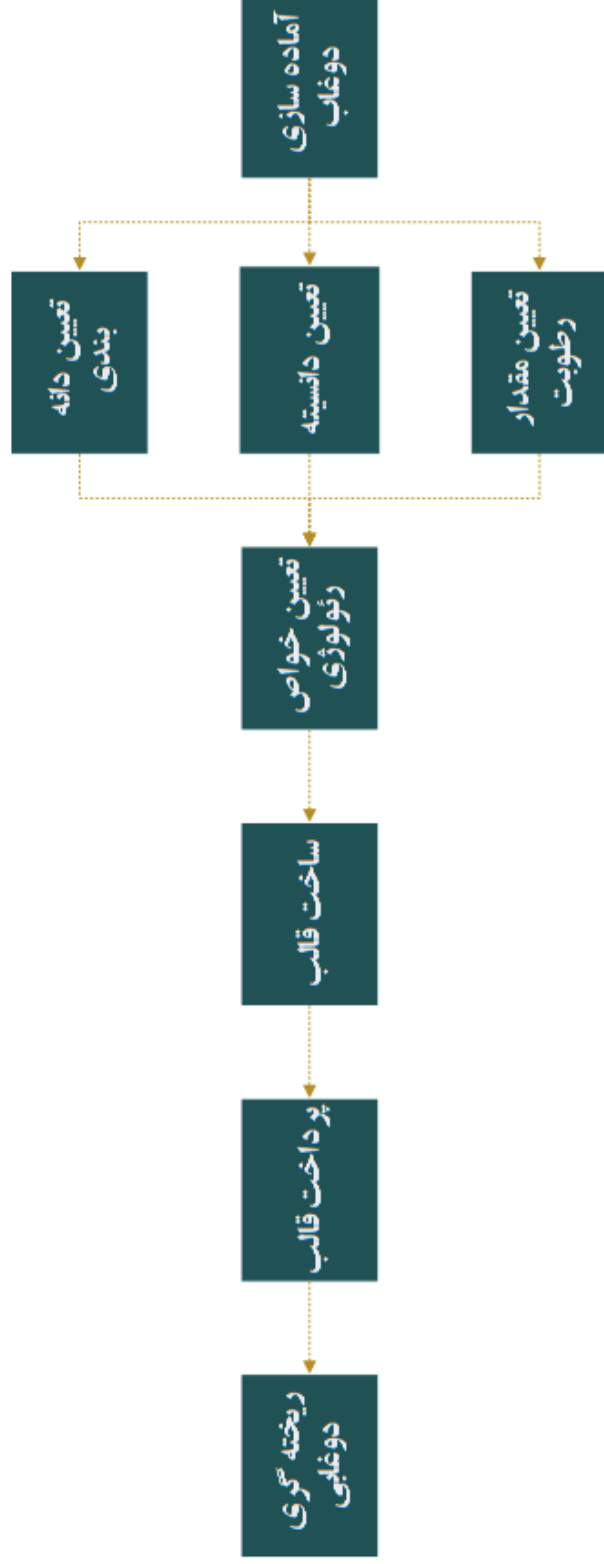 آماده سازی
دوغاب
تعیین دانه
بندی
تعیین دانسیته
تعیین مقدار
رطوبت
تعیین خواص
رئولوژی
ساخت قالب
پرداخت قالب
ریخته گری
دوغابی